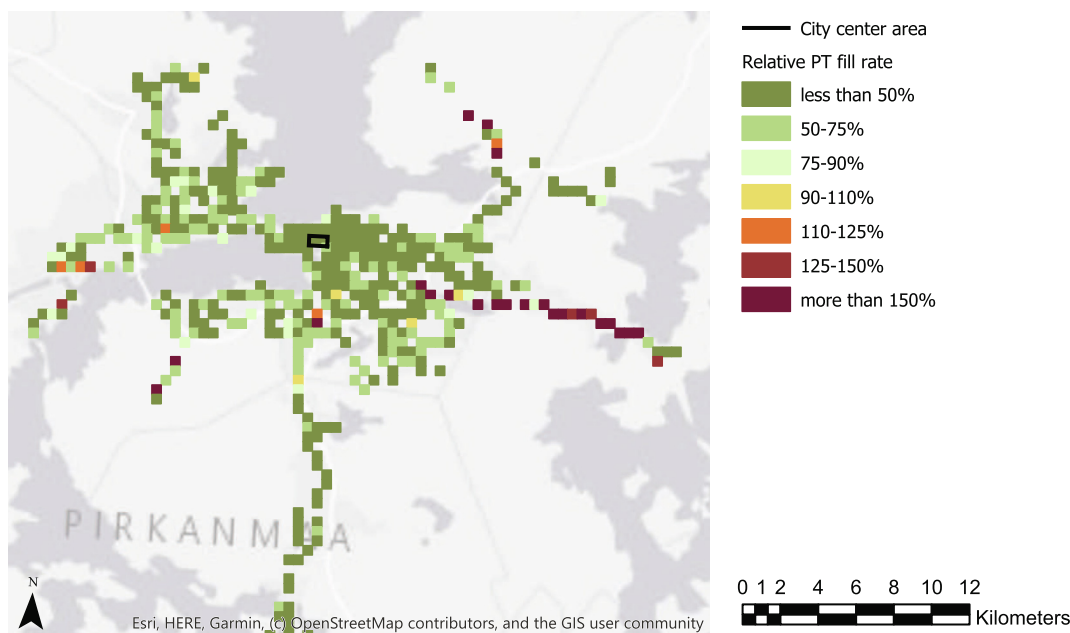 City center area
Relative PT fill rate
less than 50%
50-75%
75-90%
90-110%
110-125%
125-150%
more than 150%
PIRKANMAA
N
Esri, HERE, Garmin, (c) OpenStreetMap contributors, and the GIS user community
0 1 2 4 6 8 10 12
Kilometers